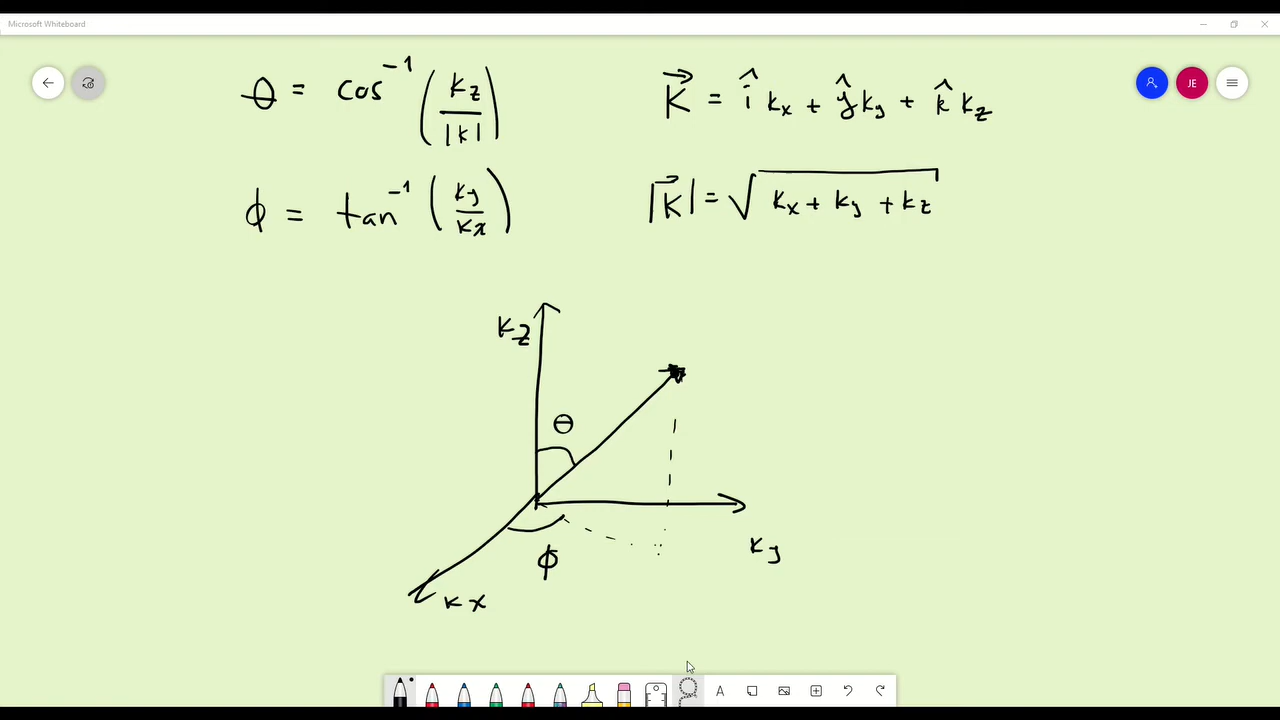 Microsoft Whiteboard
θ = cos⁻¹ (kz/|k|)
K⃗ = î kx + ĵ ky + k̂ kz
JE
ϕ = tan⁻¹ (ky/kx)
|K⃗| = √(kx + ky + kz)
kz
θ
ky
ϕ
kx
A